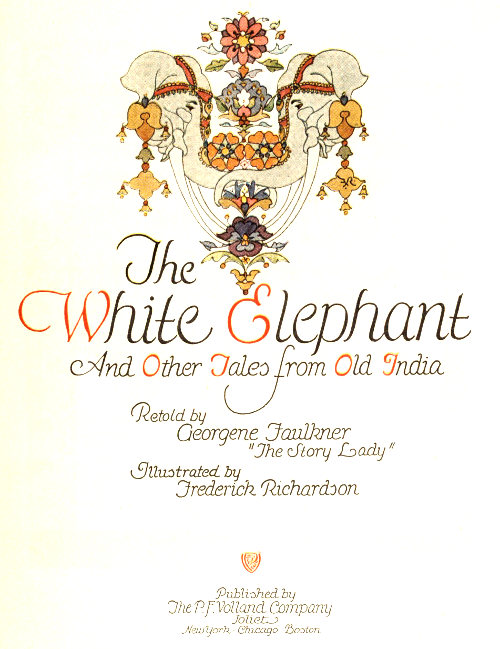 The
White Elephant
And Other Tales from Old India
Retold by
Georgene Faulkner
"The Story Lady"
Illustrated by
Frederick Richardson
Published by
The P.F. Volland Company
Joliet
New York - Chicago Boston